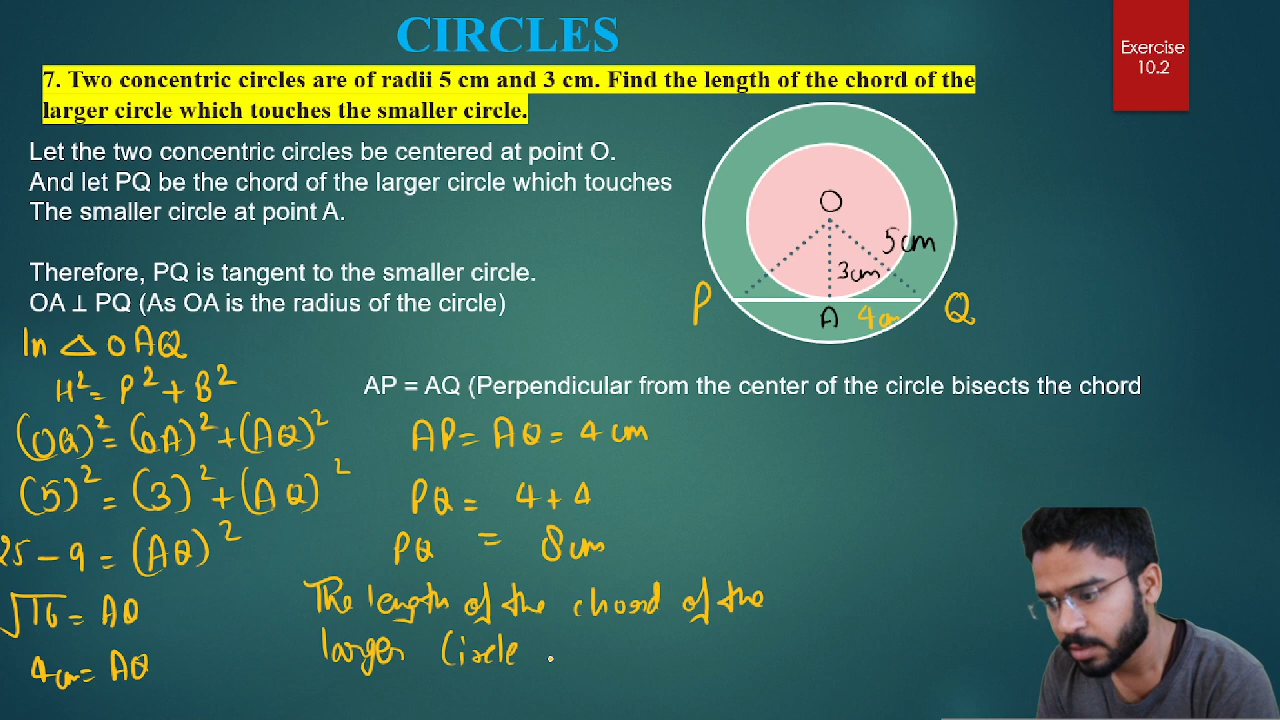 CIRCLES
Exercise
10.2
7. Two concentric circles are of radii 5 cm and 3 cm. Find the length of the chord of the
larger circle which touches the smaller circle.
Let the two concentric circles be centered at point O.
And let PQ be the chord of the larger circle which touches
The smaller circle at point A.
Therefore, PQ is tangent to the smaller circle.
OA ⊥ PQ (As OA is the radius of the circle)
O
5cm
3cm
P
A
4cm
Q
In △ OAQ
H² = P² + B²
(OQ)² = (OA)² + (AQ)²
(5)² = (3)² + (AQ)²
25 - 9 = (AQ)²
√16 = AQ
4cm = AQ
AP = AQ (Perpendicular from the center of the circle bisects the chord
AP = AQ = 4 cm
PQ = 4 + 4
PQ = 8cm
The length of the chord of the
larger Circle